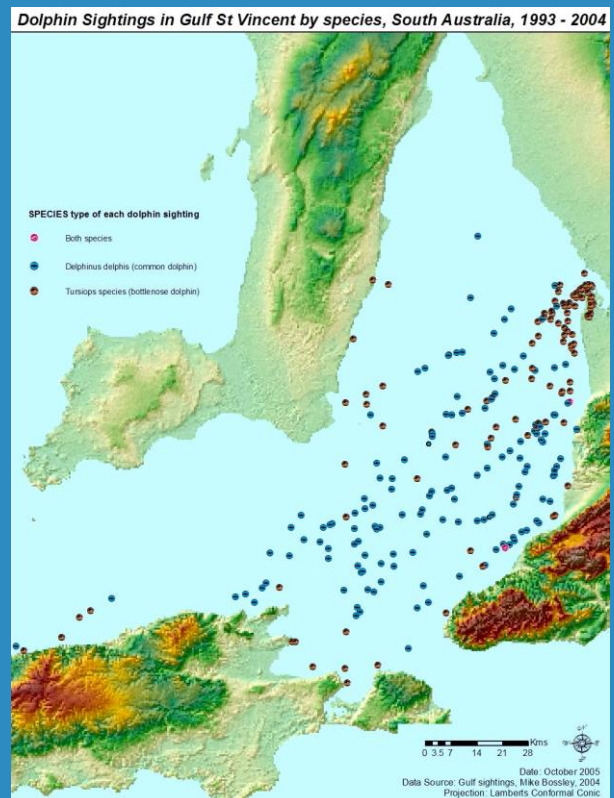 Dolphin Sightings in Gulf St Vincent by species, South Australia, 1993 - 2004
SPECIES type of each dolphin sighting
Both species
Delphinus delphis (common dolphin)
Tursiops species (bottlenose dolphin)
Kms
0 3.5 7 14 21 28
Date: October 2005
Data Source: Gulf sightings, Mike Bossley, 2004
Projection: Lamberts Conformal Conic